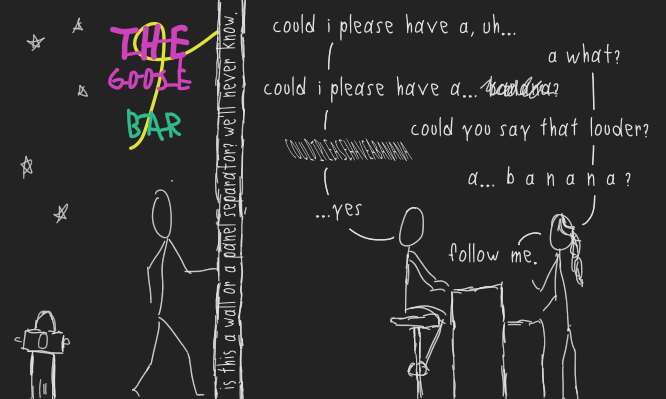 THE
GOOSE
BAR
is this a wall or a panel separator? we'll never know.
could i please have a, uh...
a what?
could i please have a... banana?
could you say that louder?
COULDIPLEASEHAVEABANANA
a... b a n a n a ?
...yes
follow me.